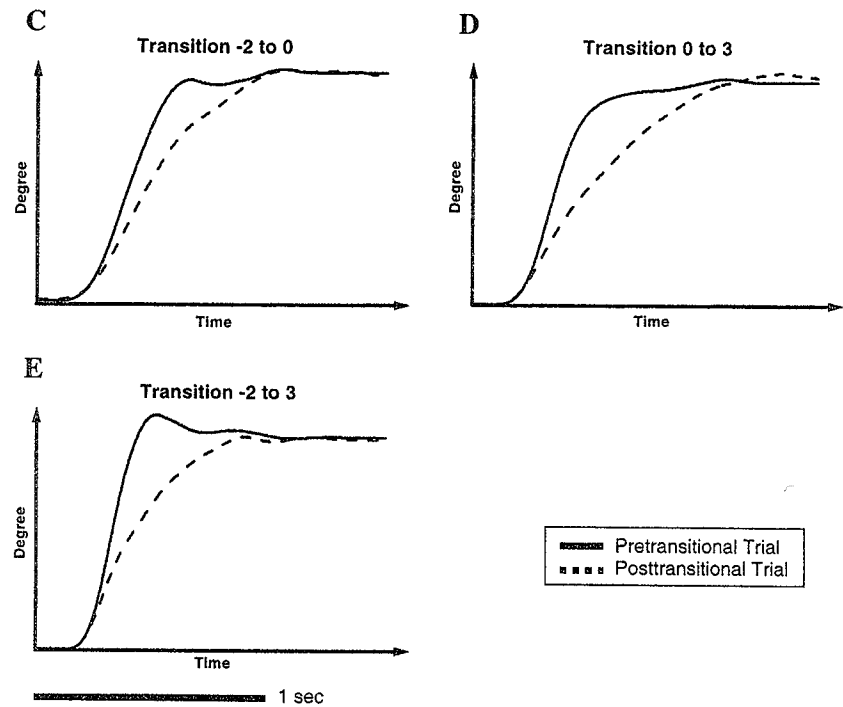 C
Transition -2 to 0
Degree
Time
D
Transition 0 to 3
Degree
Time
E
Transition -2 to 3
Degree
Time
1 sec
Pretransitional Trial
Posttransitional Trial